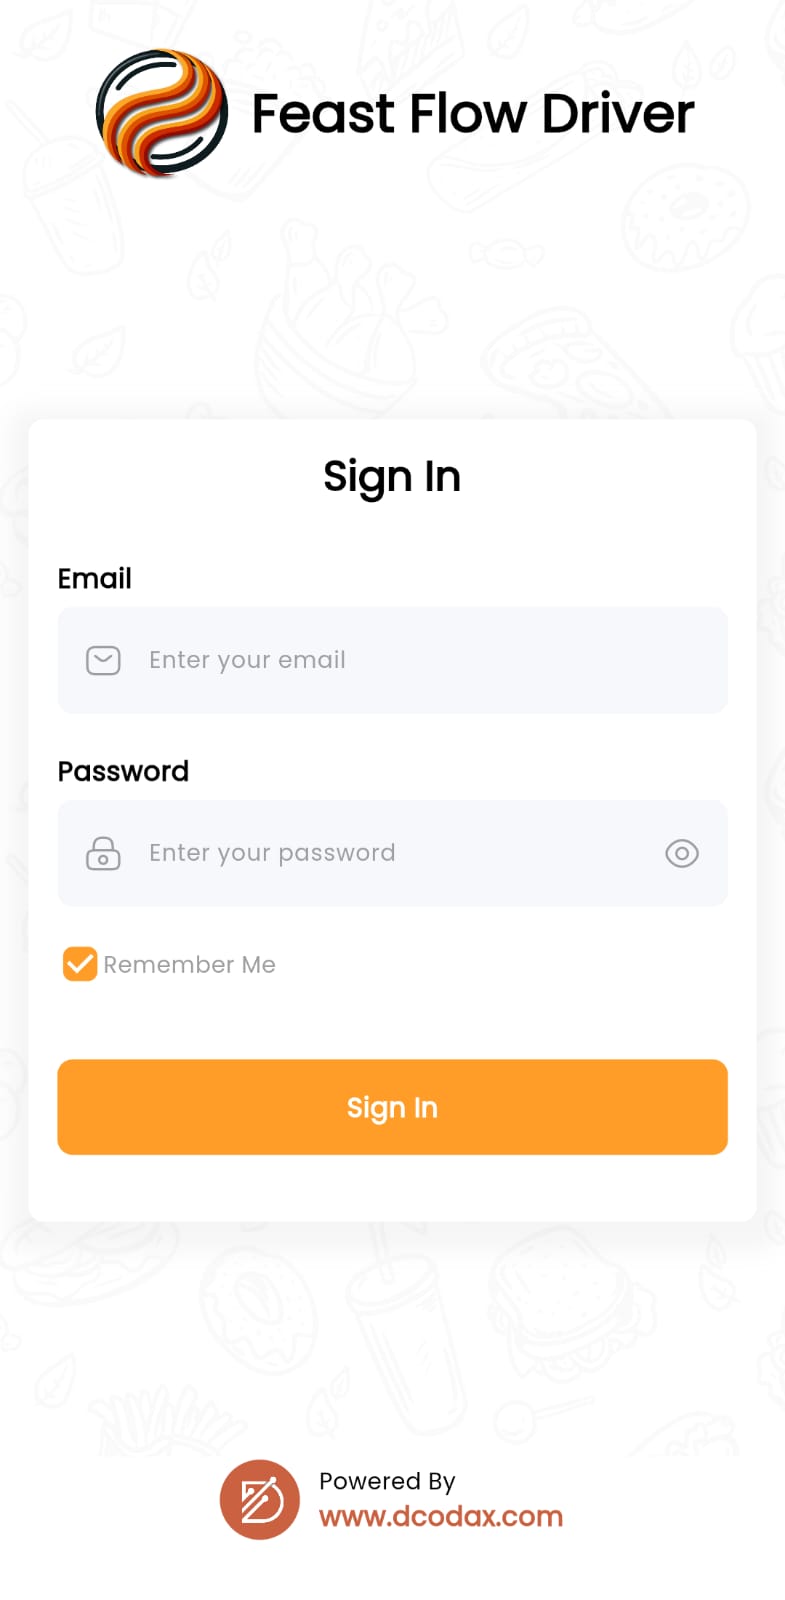 Feast Flow Driver
Sign In
Email
Enter your email
Password
Enter your password
Remember Me
Sign In
Powered By
www.dcodax.com